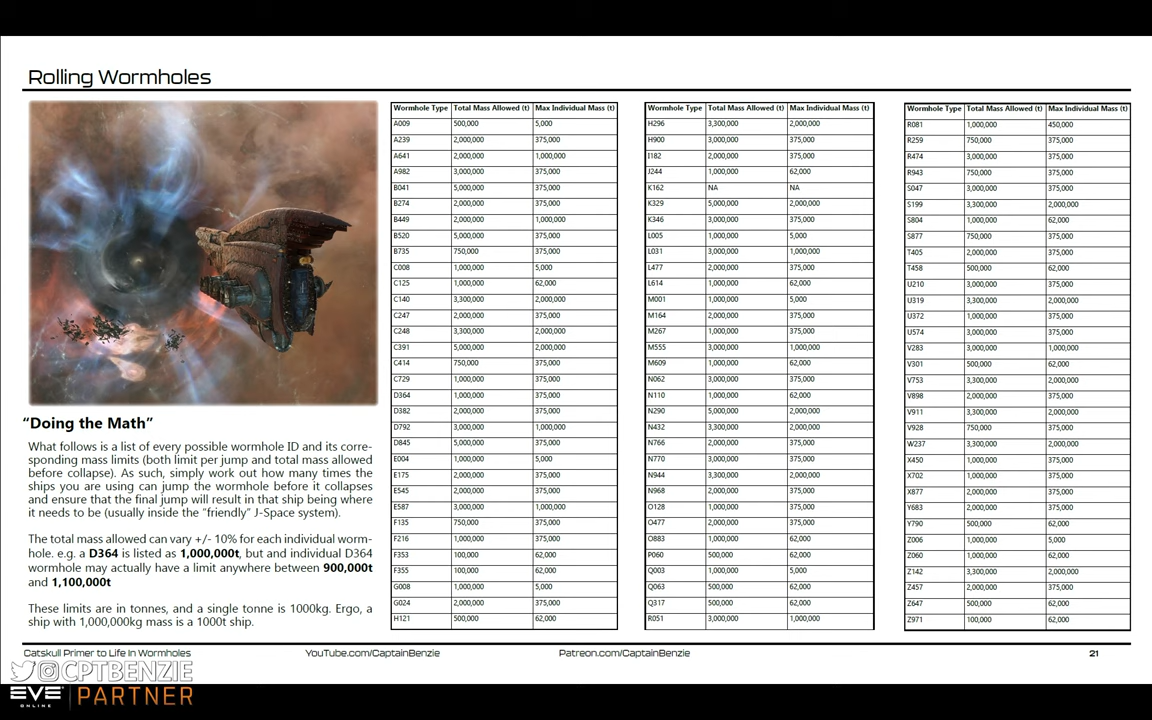 Rolling Wormholes
“Doing the Math”
What follows is a list of every possible wormhole ID and its corre-
sponding mass limits (both limit per jump and total mass allowed
before collapse). As such, simply work out how many times the
ships you are using can jump the wormhole before it collapses
and ensure that the final jump will result in that ship being where
it needs to be (usually inside the “friendly” J-Space system).
The total mass allowed can vary +/- 10% for each individual worm-
hole. e.g. a D364 is listed as 1,000,000t, but and individual D364
wormhole may actually have a limit anywhere between 900,000t
and 1,100,000t
These limits are in tonnes, and a single tonne is 1000kg. Ergo, a
ship with 1,000,000kg mass is a 1000t ship.
Wormhole Type Total Mass Allowed (t) Max Individual Mass (t)
A009 500,000 5,000
A239 2,000,000 375,000
A641 2,000,000 1,000,000
A982 3,000,000 375,000
B041 5,000,000 375,000
B274 2,000,000 375,000
B449 2,000,000 1,000,000
B520 5,000,000 375,000
B735 750,000 375,000
C008 1,000,000 5,000
C125 1,000,000 62,000
C140 3,300,000 2,000,000
C247 2,000,000 375,000
C248 3,300,000 2,000,000
C391 5,000,000 2,000,000
C414 750,000 375,000
C729 1,000,000 375,000
D364 1,000,000 375,000
D382 2,000,000 375,000
D792 3,000,000 1,000,000
D845 5,000,000 375,000
E004 1,000,000 5,000
E175 2,000,000 375,000
E545 2,000,000 375,000
E587 3,000,000 1,000,000
F135 750,000 375,000
F216 1,000,000 375,000
F353 100,000 62,000
F355 100,000 62,000
G008 1,000,000 5,000
G024 2,000,000 375,000
H121 500,000 62,000
Wormhole Type Total Mass Allowed (t) Max Individual Mass (t)
H296 3,300,000 2,000,000
H900 3,000,000 375,000
I182 2,000,000 375,000
J244 1,000,000 62,000
K162 NA NA
K329 5,000,000 2,000,000
K346 3,000,000 375,000
L005 1,000,000 5,000
L031 3,000,000 1,000,000
L477 2,000,000 375,000
L614 1,000,000 62,000
M001 1,000,000 5,000
M164 2,000,000 375,000
M267 1,000,000 375,000
M555 3,000,000 1,000,000
M609 1,000,000 62,000
N062 3,000,000 375,000
N110 1,000,000 62,000
N290 5,000,000 2,000,000
N432 3,300,000 2,000,000
N766 2,000,000 375,000
N770 3,000,000 375,000
N944 3,300,000 2,000,000
N968 2,000,000 375,000
O128 1,000,000 375,000
O477 2,000,000 375,000
O883 1,000,000 62,000
P060 500,000 62,000
Q003 1,000,000 5,000
Q063 500,000 62,000
Q317 500,000 62,000
R051 3,000,000 1,000,000
Wormhole Type Total Mass Allowed (t) Max Individual Mass (t)
R081 1,000,000 450,000
R259 750,000 375,000
R474 3,000,000 375,000
R943 750,000 375,000
S047 3,000,000 375,000
S199 3,300,000 2,000,000
S804 1,000,000 62,000
S877 750,000 375,000
T405 2,000,000 375,000
T458 500,000 62,000
U210 3,000,000 375,000
U319 3,300,000 2,000,000
U372 1,000,000 375,000
U574 3,000,000 375,000
V283 3,000,000 1,000,000
V301 500,000 62,000
V753 3,300,000 2,000,000
V898 2,000,000 375,000
V911 3,300,000 2,000,000
V928 750,000 375,000
W237 3,300,000 2,000,000
X450 1,000,000 375,000
X702 1,000,000 375,000
X877 2,000,000 375,000
Y683 2,000,000 375,000
Y790 500,000 62,000
Z006 1,000,000 5,000
Z060 1,000,000 375,000
Z142 3,300,000 2,000,000
Z457 2,000,000 375,000
Z647 500,000 62,000
Z971 100,000 62,000
Catskull Primer to Life In Wormholes YouTube.com/CaptainBenzie Patreon.com/CaptainBenzie 21
CPTBENZIE
EVE ONLINE PARTNER